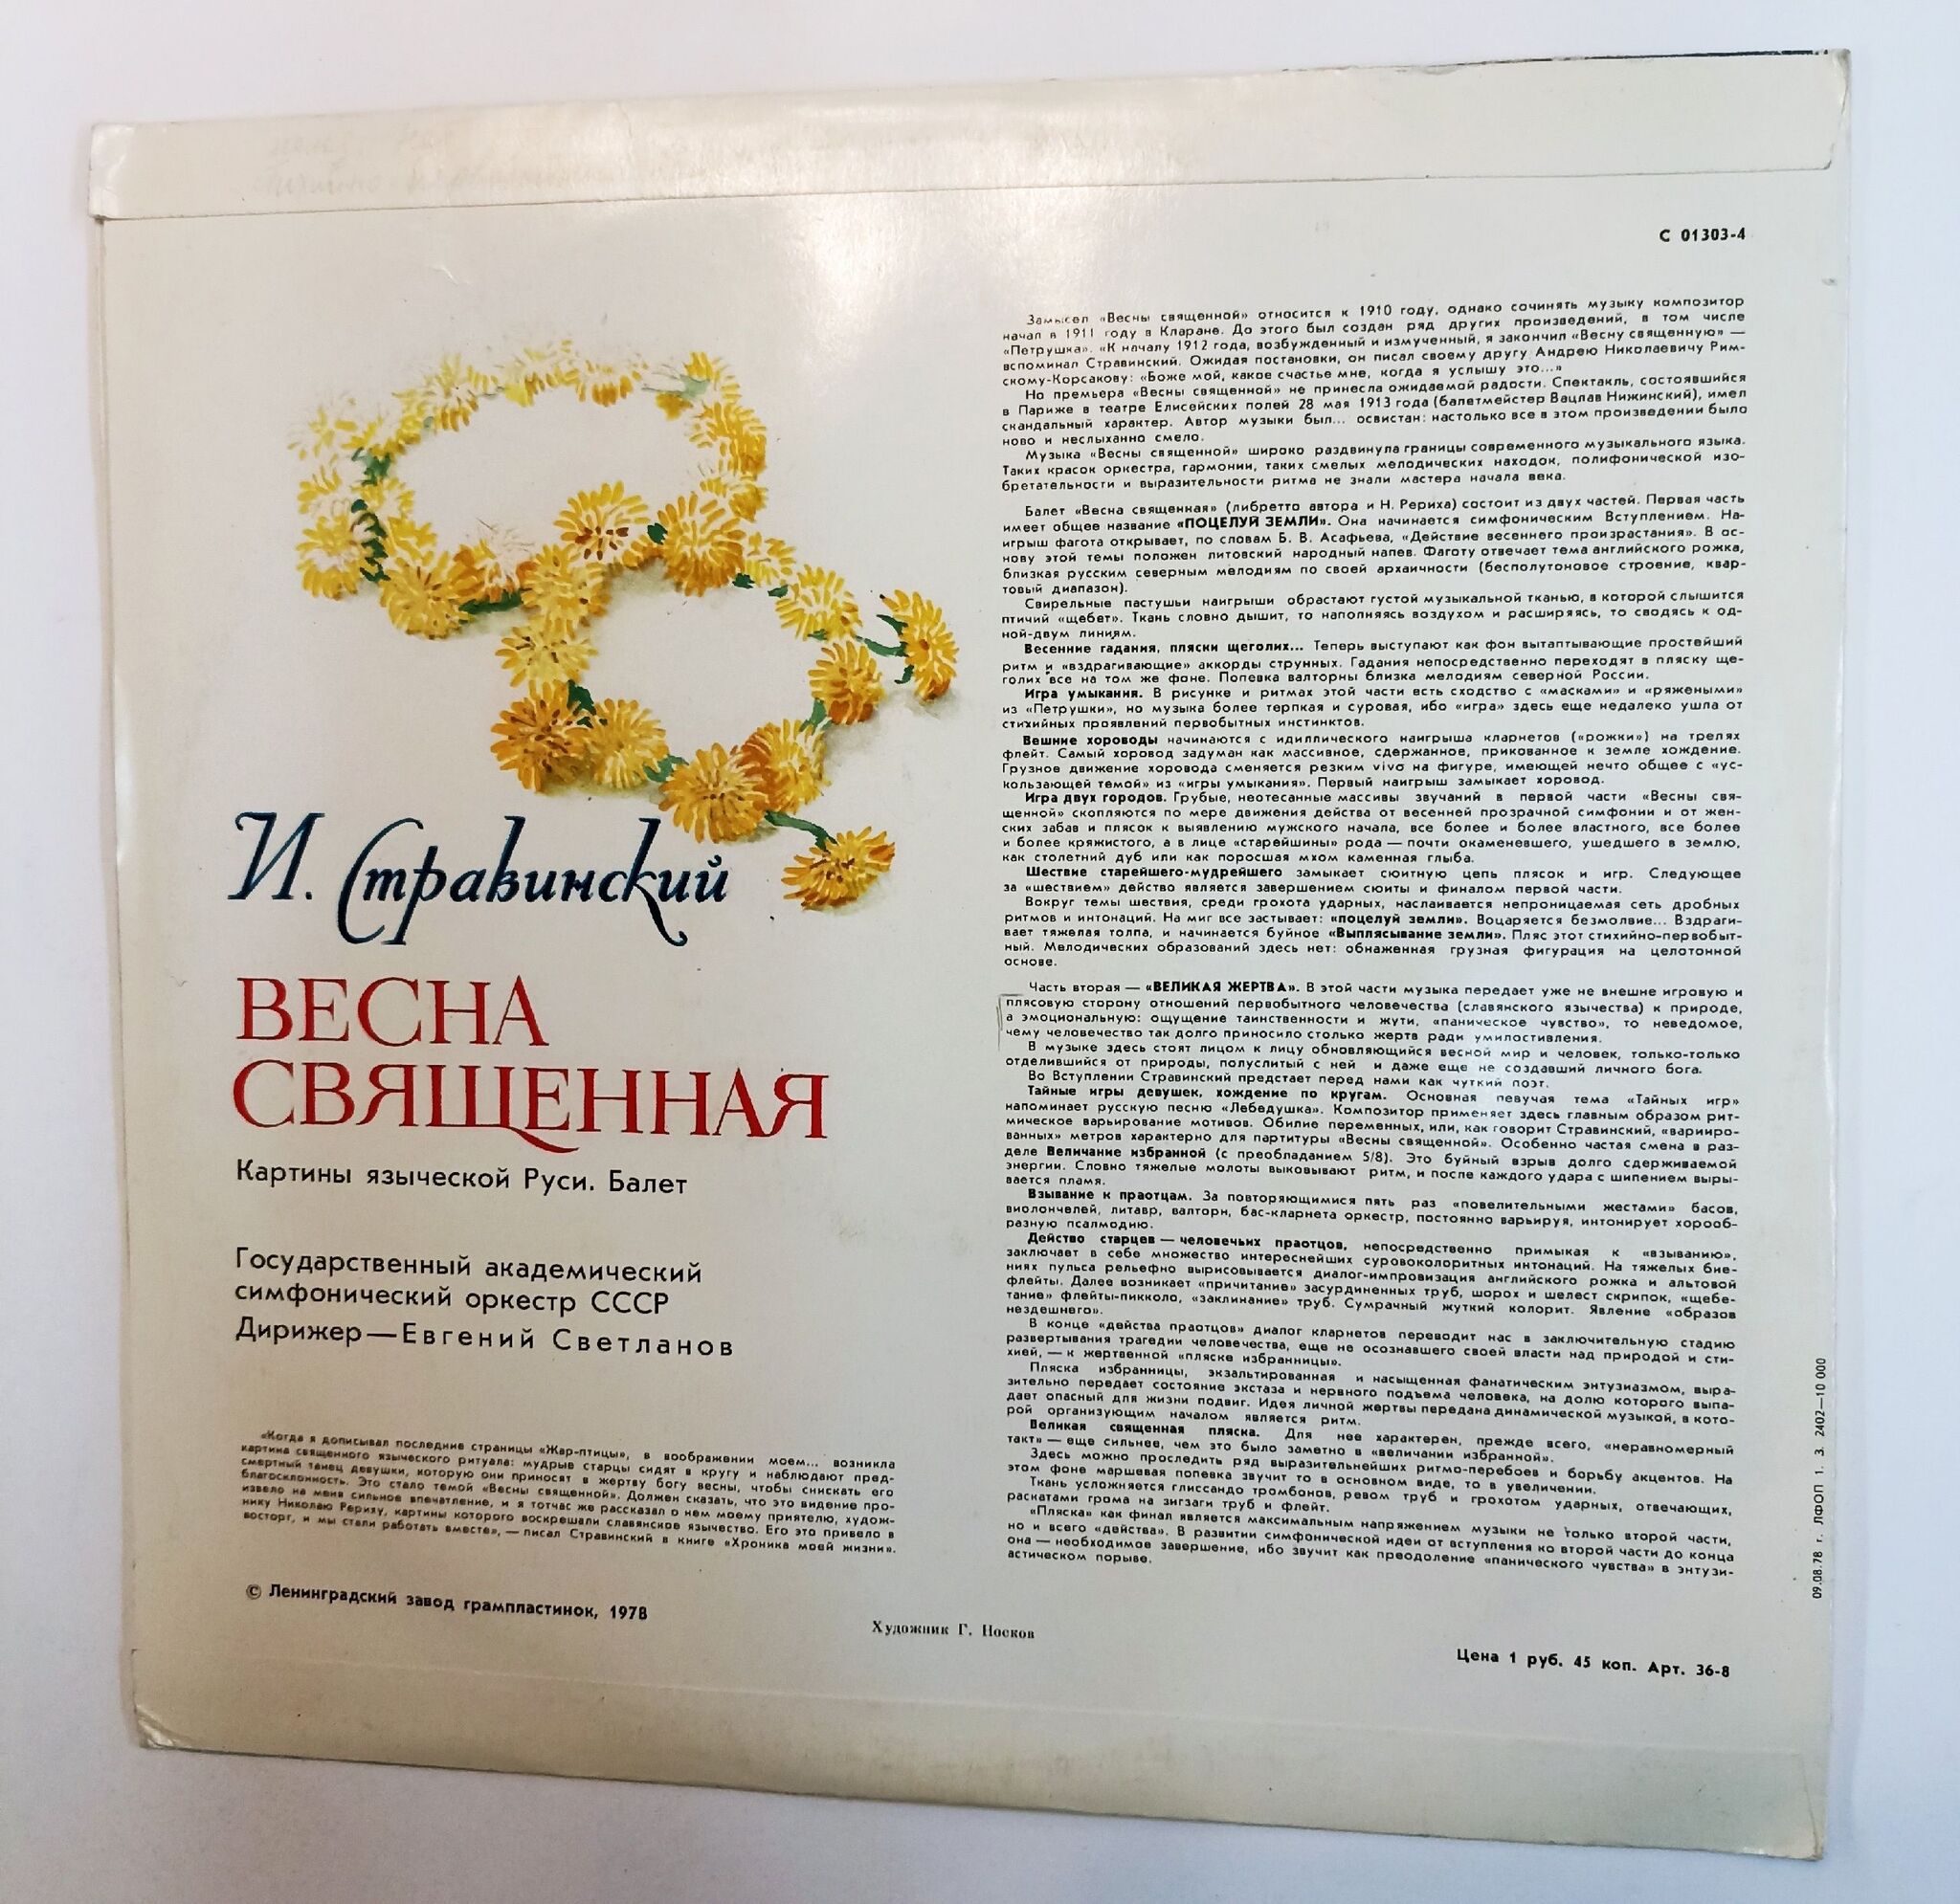 С 01303-4
И. Стравинский
ВЕСНА
СВЯЩЕННАЯ
Картины языческой Руси. Балет
Государственный академический
симфонический оркестр СССР
Дирижер—Евгений Светланов
«Когда я дописывал последние страницы «Жар-птицы», в воображении моем... возникла
картина священного языческого ритуала: мудрые старцы сидят в кругу и наблюдают пред-
смертный танец девушки, которую они приносят в жертву богу весны, чтобы снискать его
благосклонность. Это стало темой «Весны священной». Должен сказать, что это видение про-
извело на меня сильное впечатление, и я тотчас же рассказал о нем моему приятелю, худож-
нику Николаю Рериху, картины которого воскрешали славянское язычество. Его это привело в
восторг, и мы стали работать вместе», — писал Стравинский в книге «Хроника моей жизни».
© Ленинградский завод грампластинок, 1978
Замысел «Весны священной» относится к 1910 году, однако сочинять музыку композитор
начал в 1911 году в Кларане. До этого был создан ряд других произведений, в том числе
«Петрушка». «К началу 1912 года, возбужденный и измученный, я закончил «Весну священную» —
вспоминал Стравинский. Ожидая постановки, он писал своему другу Андрею Николаевичу Рим-
скому-Корсакову: «Боже мой, какое счастье мне, когда я услышу это...»
Но премьера «Весны священной» не принесла ожидаемой радости. Спектакль, состоявшийся
в Париже в театре Елисейских полей 28 мая 1913 года (балетмейстер Вацлав Нижинский), имел
скандальный характер. Автор музыки был... освистан: настолько все в этом произведении было
ново и неслыханно смело.
Музыка «Весны священной» широко раздвинула границы современного музыкального языка.
Таких красок оркестра, гармонии, таких смелых мелодических находок, полифонической изо-
бретательности и выразительности ритма не знали мастера начала века.
Балет «Весна священная» (либретто автора и Н. Рериха) состоит из двух частей. Первая часть
имеет общее название «ПОЦЕЛУЙ ЗЕМЛИ». Она начинается симфоническим Вступлением. На-
игрыш фагота открывает, по словам Б. В. Асафьева, «Действие весеннего произрастания». В ос-
нову этой темы положен литовский народный напев. Фаготу отвечает тема английского рожка,
близкая русским северным мелодиям по своей архаичности (бесполутоновое строение, квар-
товый диапазон).
Свирельные пастушьи наигрыши обрастают густой музыкальной тканью, в которой слышится
птичий «щебет». Ткань словно дышит, то наполняясь воздухом и расширяясь, то сводясь к од-
ной-двум линиям.
Весенние гадания, пляски щеголих... Теперь выступают как фон вытаптывающие простейший
ритм и «вздрагивающие» аккорды струнных. Гадания непосредственно переходят в пляску ще-
голих все на том же фоне. Попевка валторны близка мелодиям северной России.
Игра умыкания. В рисунке и ритмах этой части есть сходство с «масками» и «ряжеными»
из «Петрушки», но музыка более терпкая и суровая, ибо «игра» здесь еще недалеко ушла от
стихийных проявлений первобытных инстинктов.
Вешние хороводы начинаются с идиллического наигрыша кларнетов («рожки») на трелях
флейт. Самый хоровод задуман как массивное, сдержанное, прикованное к земле хождение.
Грузное движение хоровода сменяется резким vivo на фигуре, имеющей нечто общее с «ус-
кользающей темой» из «игры умыкания». Первый наигрыш замыкает хоровод.
Игра двух городов. Грубые, неотесанные массивы звучаний в первой части «Весны свя-
щенной» скопляются по мере движения действа от весенней прозрачной симфонии и от жен-
ских забав и плясок к выявлению мужского начала, все более и более властного, все более
и более кряжистого, а в лице «старейшины» рода — почти окаменевшего, ушедшего в землю,
как столетний дуб или как поросшая мхом каменная глыба.
Шествие старейшего-мудрейшего замыкает сюитную цепь плясок и игр. Следующее
за «шествием» действо является завершением сюиты и финалом первой части.
Вокруг темы шествия, среди грохота ударных, наслаивается непроницаемая сеть дробных
ритмов и интонаций. На миг все застывает: «поцелуй земли». Воцаряется безмолвие... Вздраги-
вает тяжелая толпа, и начинается буйное «Выплясывание земли». Пляс этот стихийно-первобыт-
ный. Мелодических образований здесь нет: обнаженная грузная фигурация на целотонной
основе.
Часть вторая — «ВЕЛИКАЯ ЖЕРТВА». В этой части музыка передает уже не внешне игровую и
плясовую сторону отношений первобытного человечества (славянского язычества) к природе,
а эмоциональную: ощущение таинственности и жути, «паническое чувство», то неведомое,
чему человечество так долго приносило столько жертв ради умилостивления.
В музыке здесь стоят лицом к лицу обновляющийся весной мир и человек, только-только
отделившийся от природы, полуслитый с ней и даже еще не создавший личного бога.
Во Вступлении Стравинский предстает перед нами как чуткий поэт.
Тайные игры девушек, хождение по кругам. Основная певучая тема «Тайных игр»
напоминает русскую песню «Лебедушка». Композитор применяет здесь главным образом рит-
мическое варьирование мотивов. Обилие переменных, или, как говорит Стравинский, «варииро-
ванных» метров характерно для партитуры «Весны священной». Особенно частая смена в раз-
деле Величание избранной (с преобладанием 5/8). Это буйный взрыв долго сдерживаемой
энергии. Словно тяжелые молоты выковывают ритм, и после каждого удара с шипением выры-
вается пламя.
Взывание к праотцам. За повторяющимися пять раз «повелительными жестами» басов,
виолончелей, литавр, валторн, бас-кларнета оркестр, постоянно варьируя, интонирует хорооб-
разную псалмодию.
Действо старцев — человечьих праотцов, непосредственно примыкая к «взыванию»,
заключает в себе множество интереснейших суровоколоритных интонаций. На тяжелых бие-
ниях пульса рельефно вырисовывается диалог-импровизация английского рожка и альтовой
флейты. Далее возникает «причитание» засурдиненных труб, шорох и шелест скрипок, «щебе-
тание» флейты-пикколо, «заклинание» труб. Сумрачный жуткий колорит. Явление «образов
нездешнего».
В конце «действа праотцов» диалог кларнетов переводит нас в заключительную стадию
развертывания трагедии человечества, еще не осознавшего своей власти над природой и сти-
хией, — к жертвенной «пляске избранницы».
Пляска избранницы, экзальтированная и насыщенная фанатическим энтузиазмом, выра-
зительно передает состояние экстаза и нервного подъема человека, на долю которого выпа-
дает опасный для жизни подвиг. Идея личной жертвы передана динамической музыкой, в кото-
рой организующим началом является ритм.
Великая священная пляска. Для нее характерен, прежде всего, «неравномерный
такт» — еще сильнее, чем это было заметно в «величании избранной».
Здесь можно проследить ряд выразительнейших ритмо-перебоев и борьбу акцентов. На
этом фоне маршевая попевка звучит то в основном виде, то в увеличении.
Ткань усложняется глиссандо тромбонов, ревом труб и грохотом ударных, отвечающих,
раскатами грома на зигзаги труб и флейт.
«Пляска» как финал является максимальным напряжением музыки не только второй части,
но и всего «действа». В развитии симфонической идеи от вступления ко второй части до конца
она — необходимое завершение, ибо звучит как преодоление «панического чувства» в энтузи-
астическом порыве.
Художник Г. Носков
Цена 1 руб. 45 коп. Арт. 36-8
09.08.78 г. ЛФОП 1. З. 2402—10 000